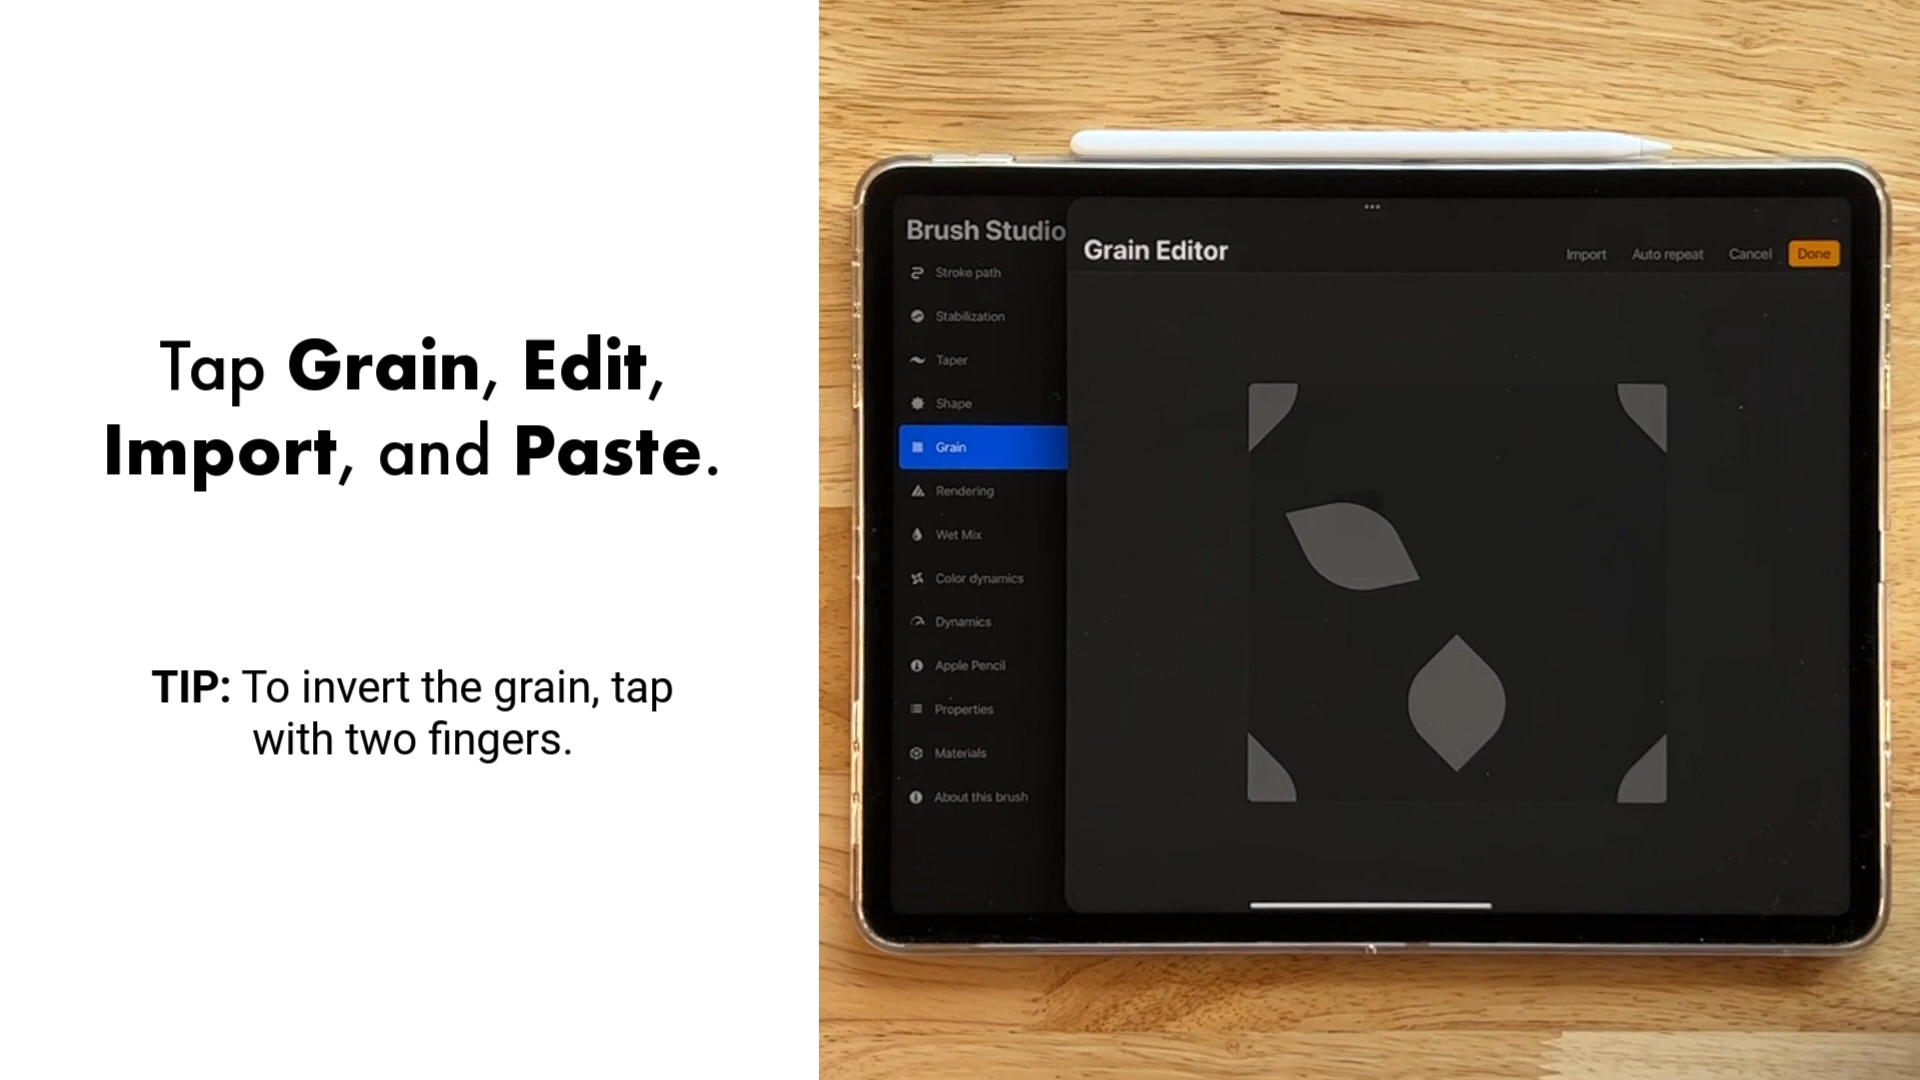 Tap Grain, Edit,
Import, and Paste.
TIP: To invert the grain, tap
with two fingers.
Brush Studio
Stroke path
Stabilization
Taper
Shape
Grain
Rendering
Wet Mix
Color dynamics
Dynamics
Apple Pencil
Properties
Materials
About this brush
Grain Editor
Import Auto repeat Cancel Done